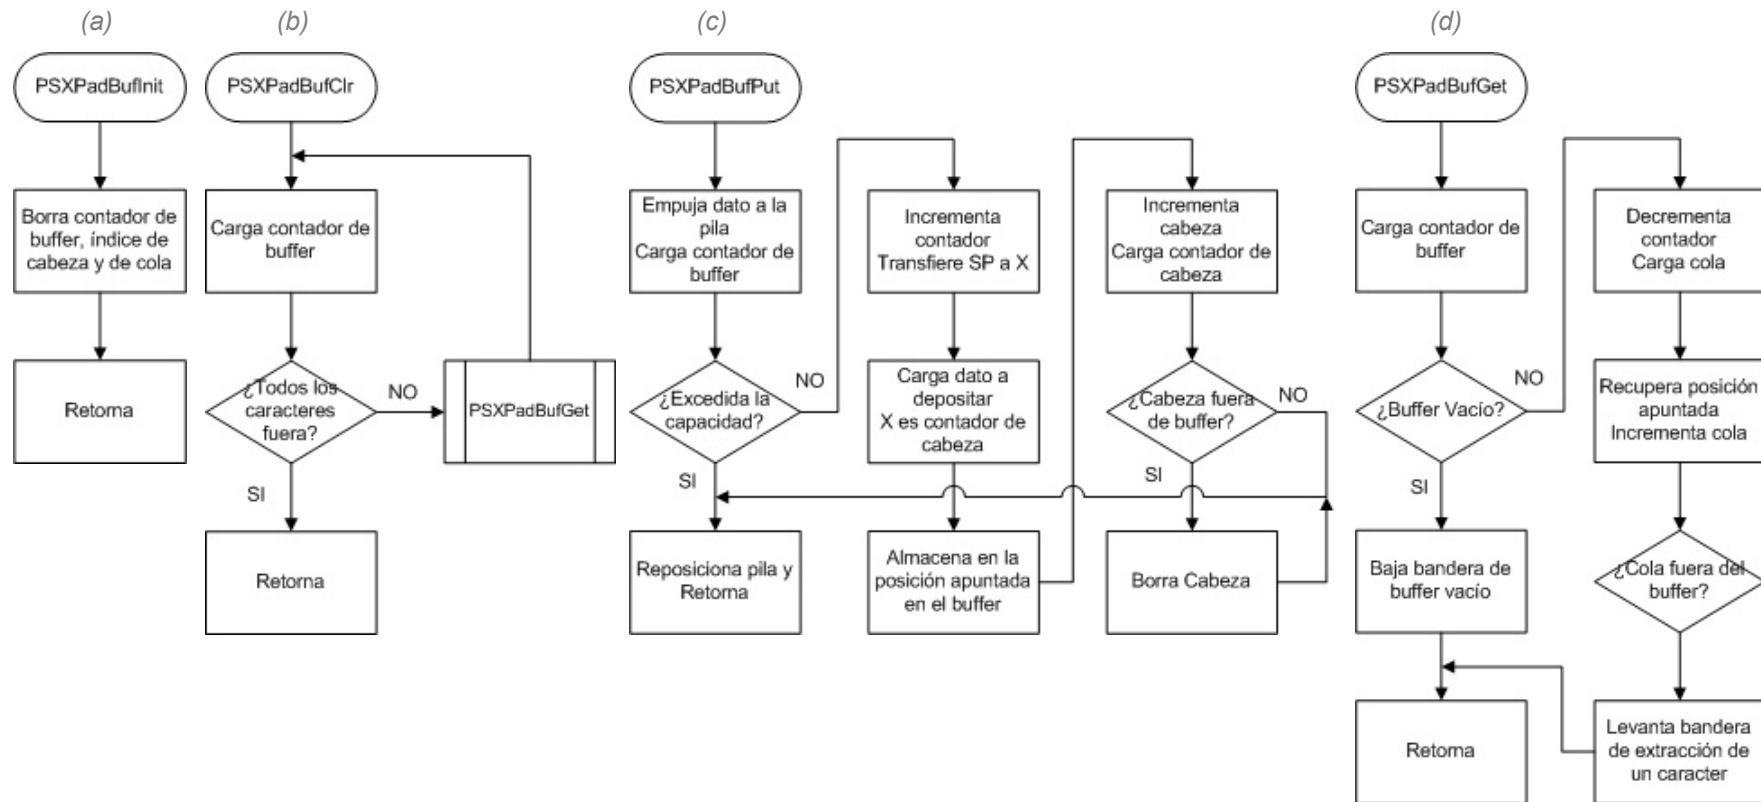 (a)
PSXPadBufInit
Borra contador de
buffer, índice de
cabeza y de cola
Retorna
(b)
PSXPadBufClr
Carga contador de
buffer
¿Todos los
caracteres
fuera?
NO
PSXPadBufGet
SI
Retorna
(c)
PSXPadBufPut
Empuja dato a la
pila
Carga contador de
buffer
¿Excedida la
capacidad?
NO
SI
Reposiciona pila y
Retorna
Incrementa
contador
Transfiere SP a X
Carga dato a
depositar
X es contador de
cabeza
Almacena en la
posición apuntada
en el buffer
Incrementa
cabeza
Carga contador de
cabeza
¿Cabeza fuera
de buffer?
NO
SI
Borra Cabeza
(d)
PSXPadBufGet
Carga contador de
buffer
¿Buffer Vacío?
NO
SI
Baja bandera de
buffer vacío
Retorna
Decrementa
contador
Carga cola
Recupera posición
apuntada
Incrementa cola
¿Cola fuera del
buffer?
Levanta bandera
de extracción de
un caracter